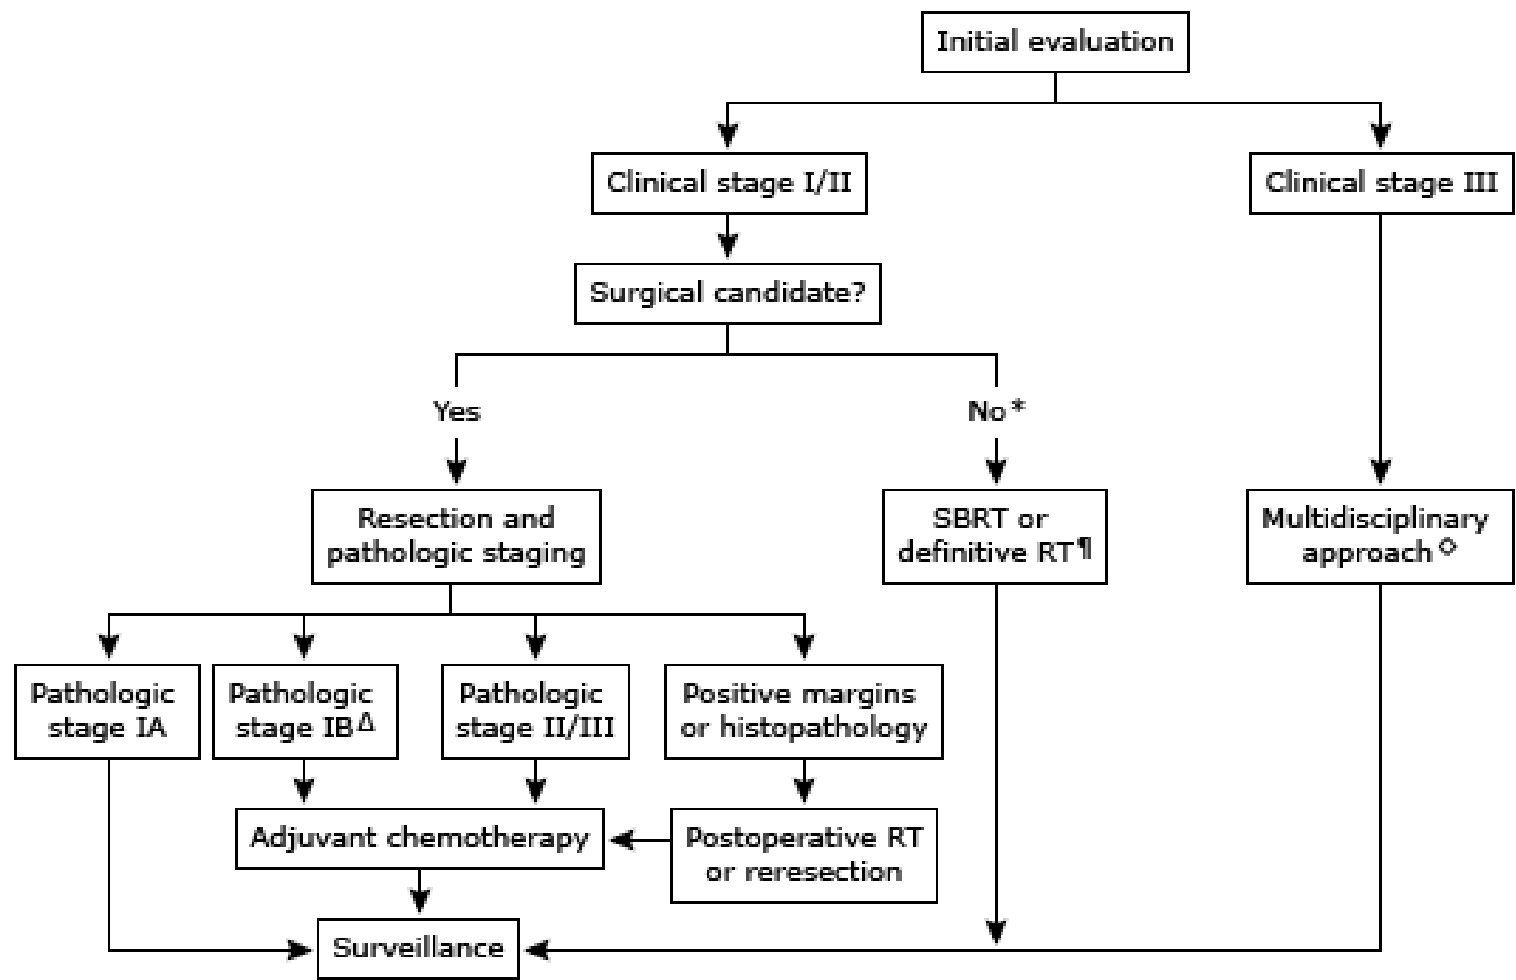 Initial evaluation
Clinical stage I/II
Clinical stage III
Surgical candidate?
Yes
No*
Resection and
pathologic staging
SBRT or
definitive RT¶
Multidisciplinary
approach◇
Pathologic
stage IA
Pathologic
stage IBΔ
Pathologic
stage II/III
Positive margins
or histopathology
Adjuvant chemotherapy
Postoperative RT
or reresection
Surveillance